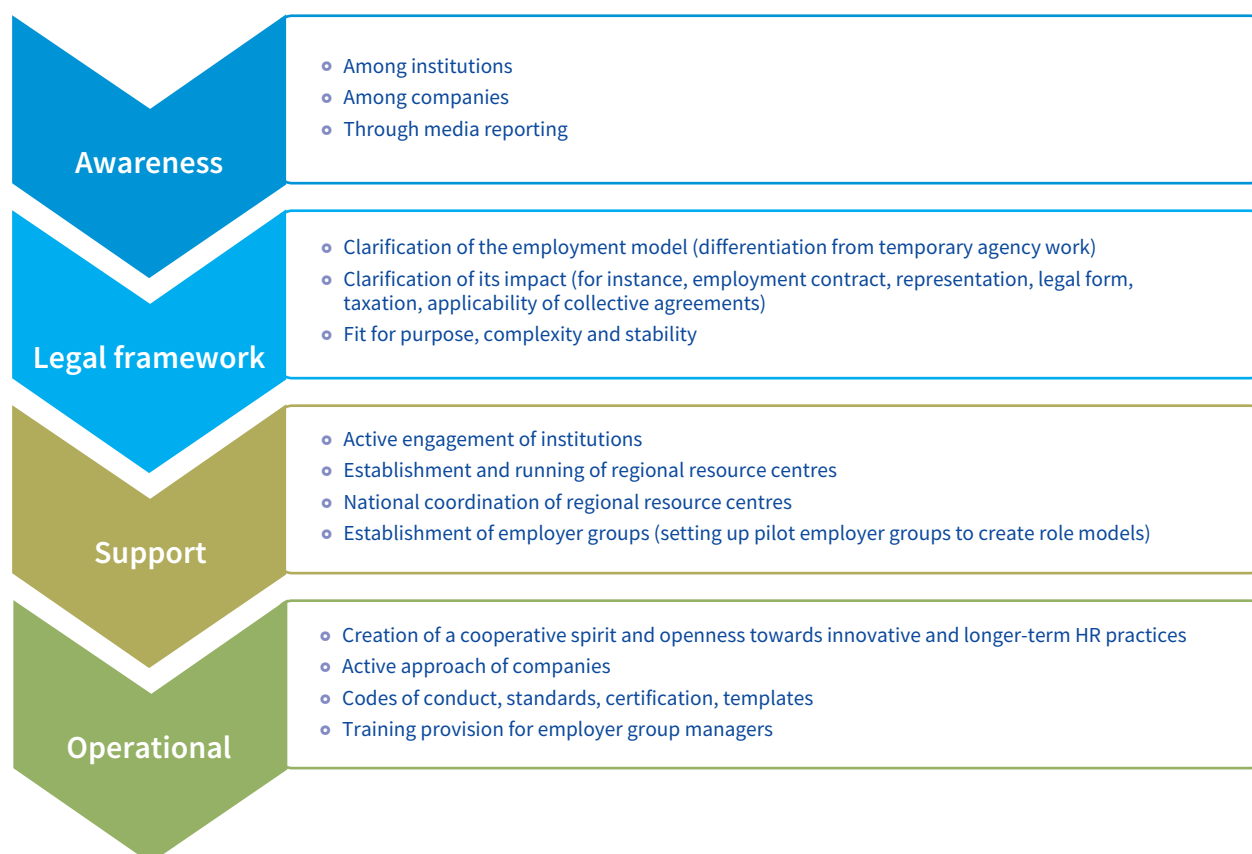 Awareness
Among institutions
Among companies
Through media reporting
Legal framework
Clarification of the employment model (differentiation from temporary agency work)
Clarification of its impact (for instance, employment contract, representation, legal form,
taxation, applicability of collective agreements)
Fit for purpose, complexity and stability
Support
Active engagement of institutions
Establishment and running of regional resource centres
National coordination of regional resource centres
Establishment of employer groups (setting up pilot employer groups to create role models)
Operational
Creation of a cooperative spirit and openness towards innovative and longer-term HR practices
Active approach of companies
Codes of conduct, standards, certification, templates
Training provision for employer group managers